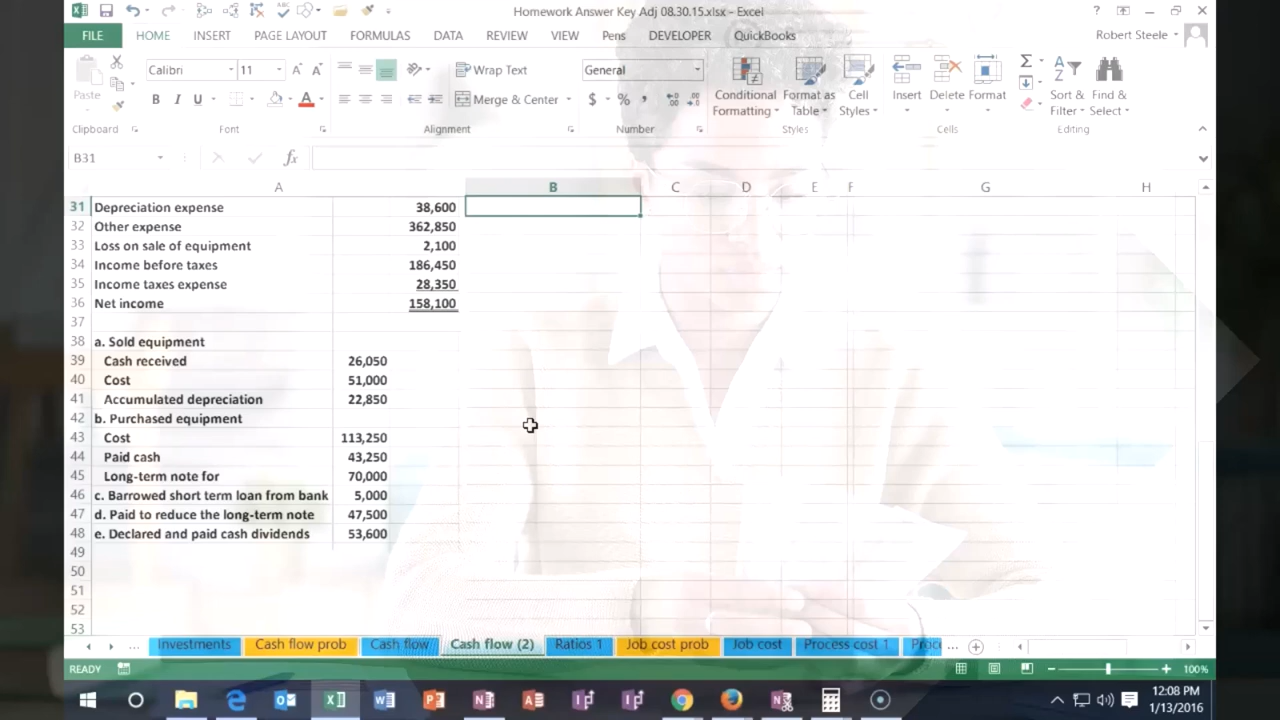 Homework Answer Key Adj 08.30.15.xlsx - Excel
FILE HOME INSERT PAGE LAYOUT FORMULAS DATA REVIEW VIEW Pens DEVELOPER QuickBooks Robert Steele
Paste Calibri 11 Wrap Text General Conditional Formatting Format as Table Cell Styles Insert Delete Format Sort & Filter Find & Select
B I U Merge & Center $ % ,
Clipboard Font Alignment Number Styles Cells Editing
B31 fx
A B C D E F G H
31 Depreciation expense 38,600
32 Other expense 362,850
33 Loss on sale of equipment 2,100
34 Income before taxes 186,450
35 Income taxes expense 28,350
36 Net income 158,100
37
38 a. Sold equipment
39 Cash received 26,050
40 Cost 51,000
41 Accumulated depreciation 22,850
42 b. Purchased equipment
43 Cost 113,250
44 Paid cash 43,250
45 Long-term note for 70,000
46 c. Barrowed short term loan from bank 5,000
47 d. Paid to reduce the long-term note 47,500
48 e. Declared and paid cash dividends 53,600
49
50
51
52
53
... Investments Cash flow prob Cash flow Cash flow (2) Ratios 1 Job cost prob Job cost Process cost 1 Proc ...
READY 100%
12:08 PM
1/13/2016